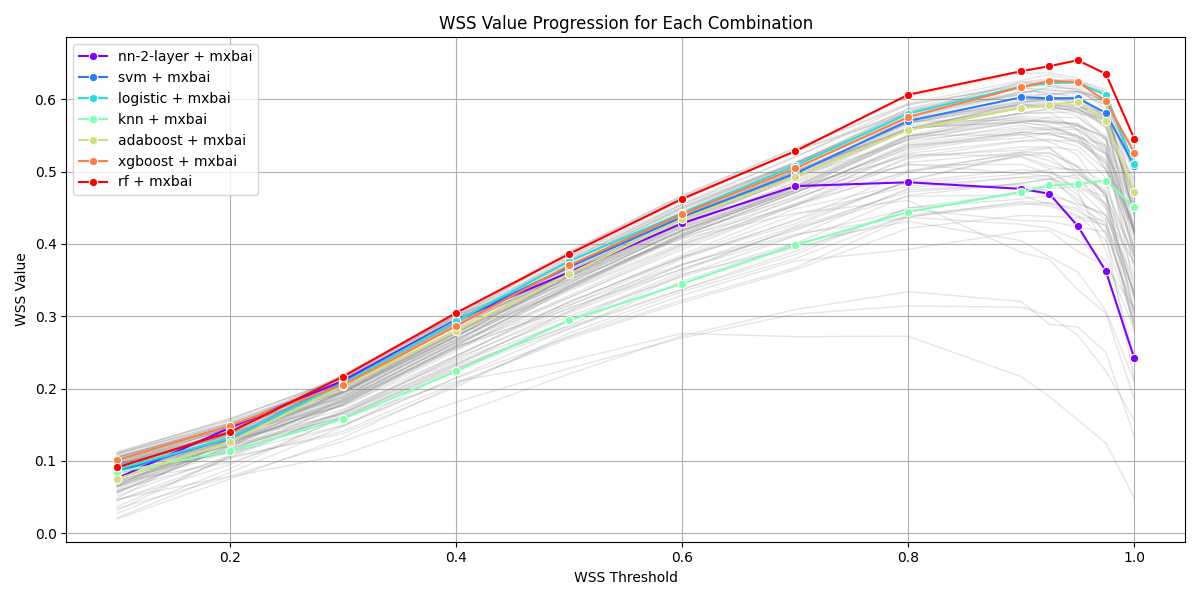 WSS Value Progression for Each Combination
nn-2-layer + mxbai
svm + mxbai
logistic + mxbai
knn + mxbai
adaboost + mxbai
xgboost + mxbai
rf + mxbai
WSS Value
0.6
0.5
0.4
0.3
0.2
0.1
0.0
0.2 0.4 0.6 0.8 1.0
WSS Threshold